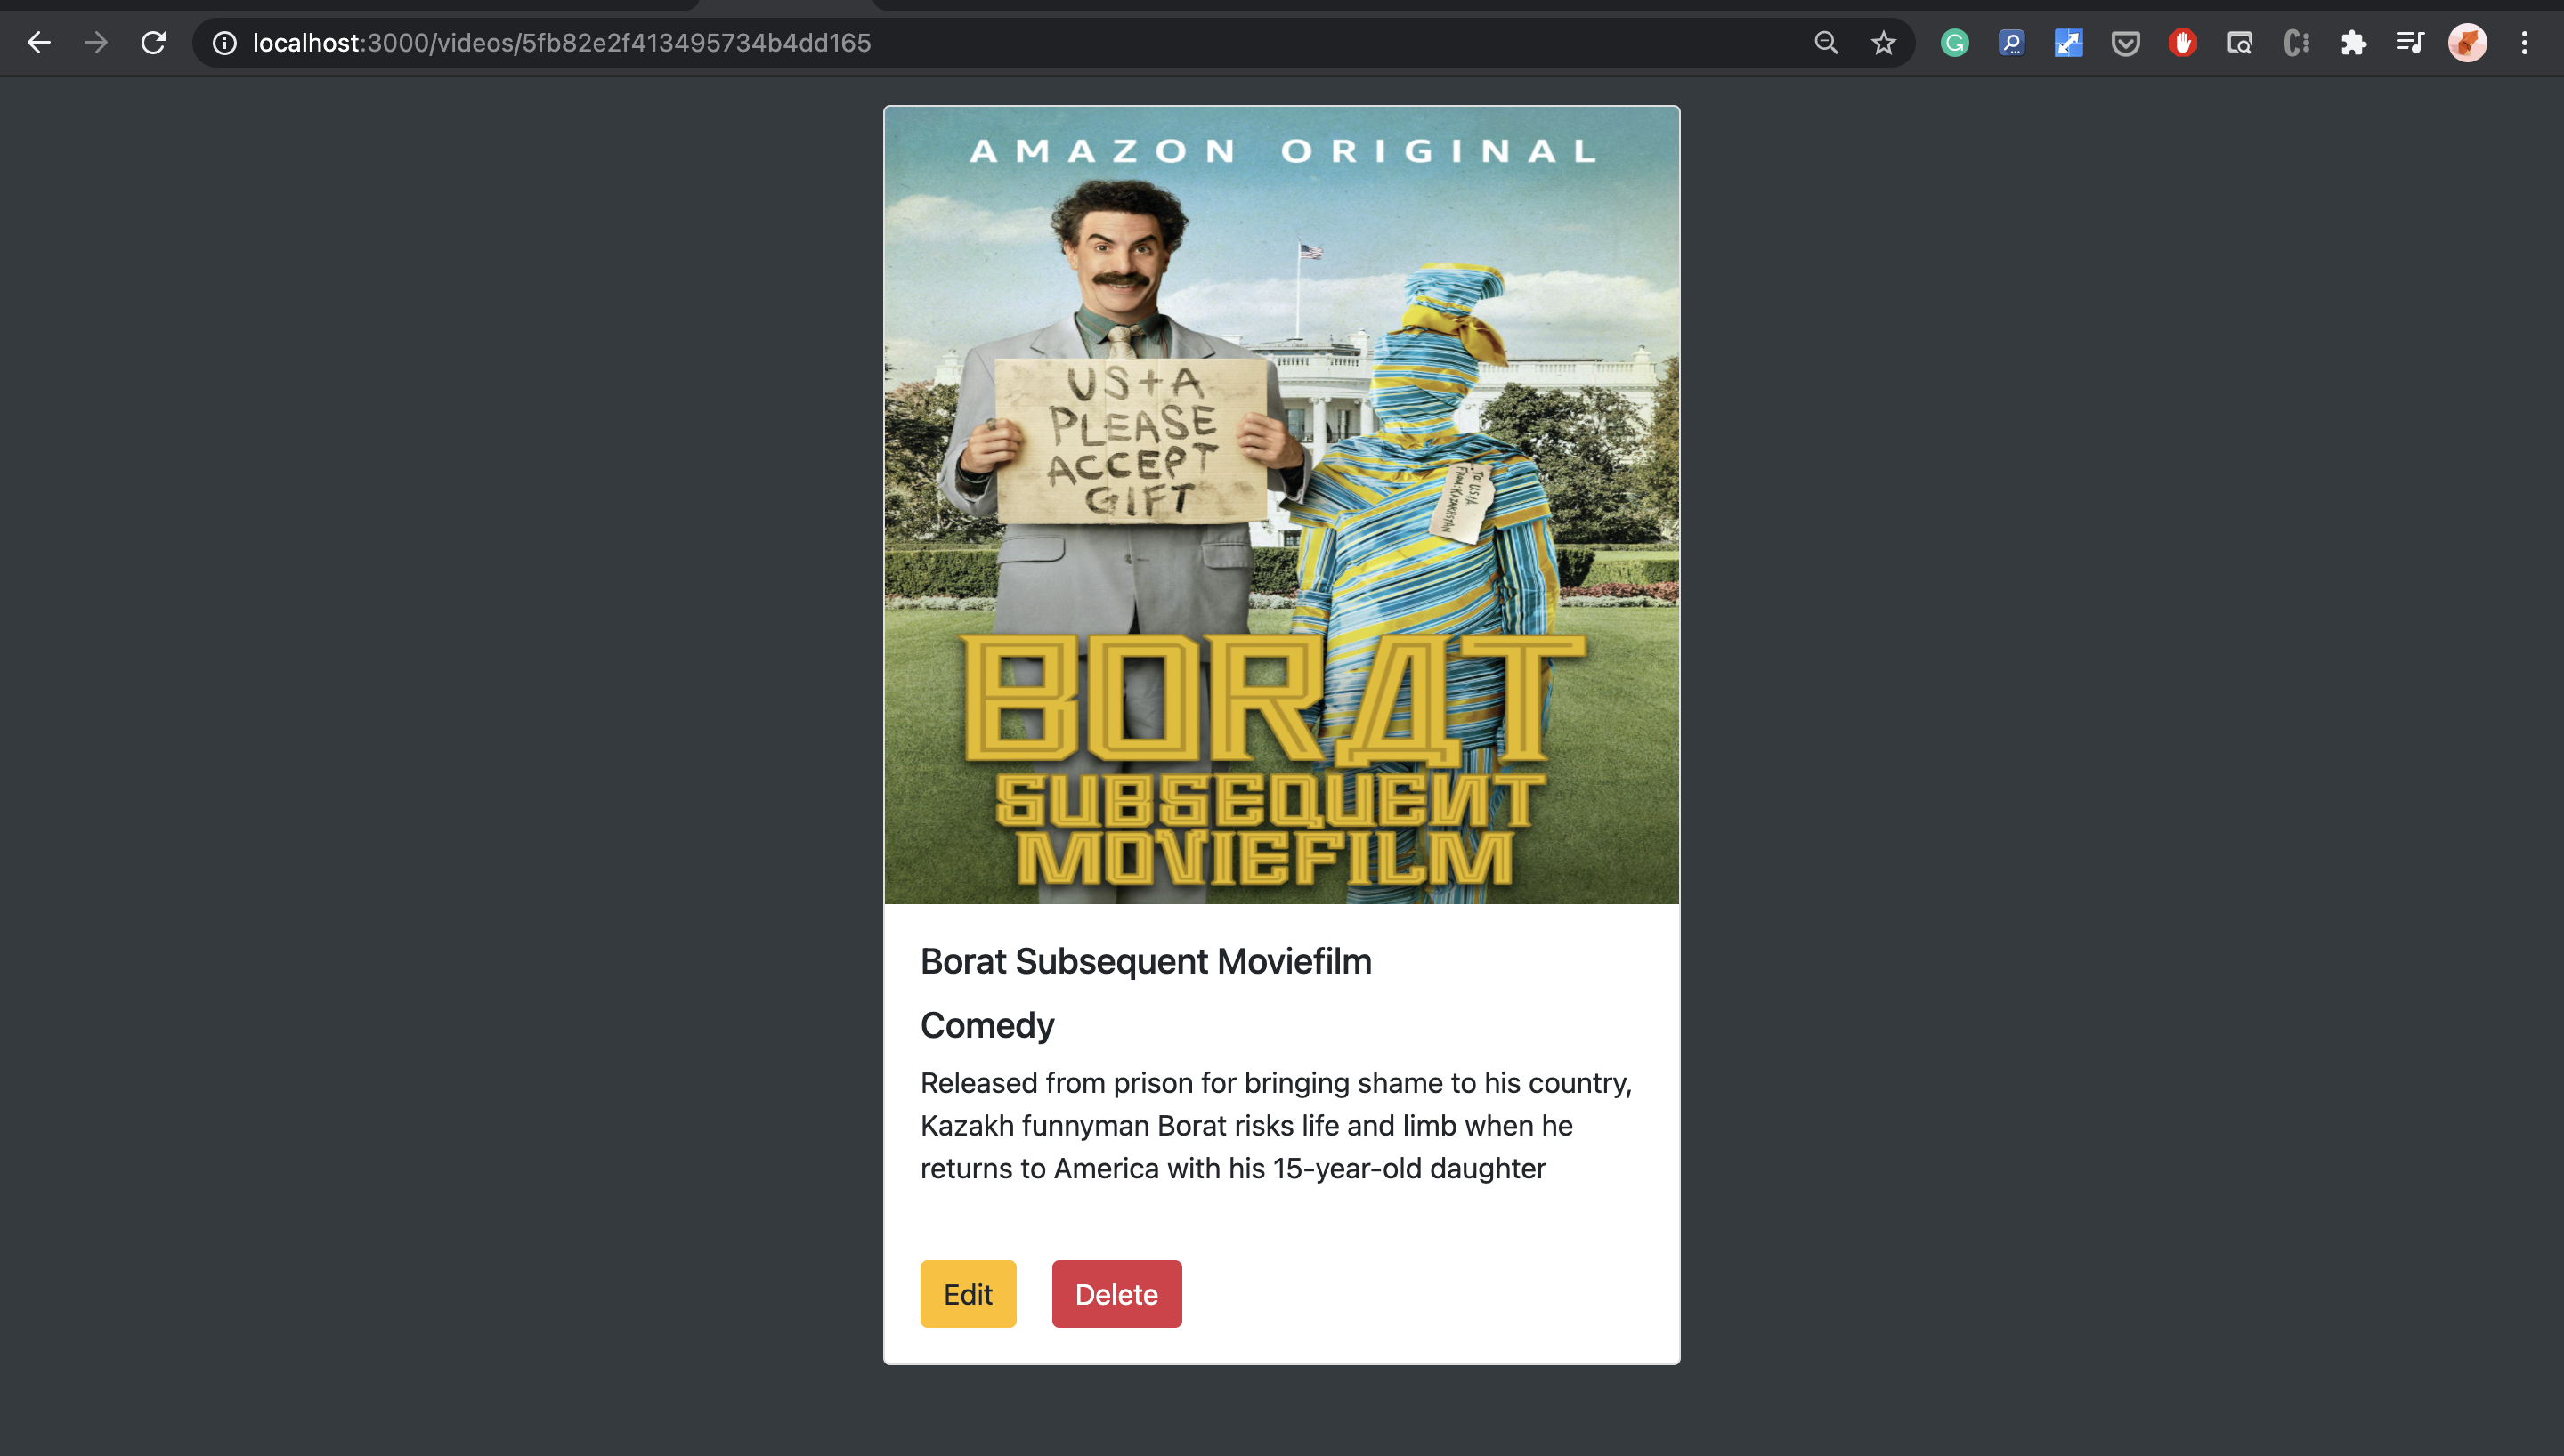 localhost:3000/videos/5fb82e2f413495734b4dd165
AMAZON ORIGINAL
US+A
PLEASE
ACCEPT
GIFT
To: US+A
From: KAZAKHSTAN
BORAT
SUBSEQUENT
MOVIEFILM
Borat Subsequent Moviefilm
Comedy
Released from prison for bringing shame to his country,
Kazakh funnyman Borat risks life and limb when he
returns to America with his 15-year-old daughter
Edit
Delete